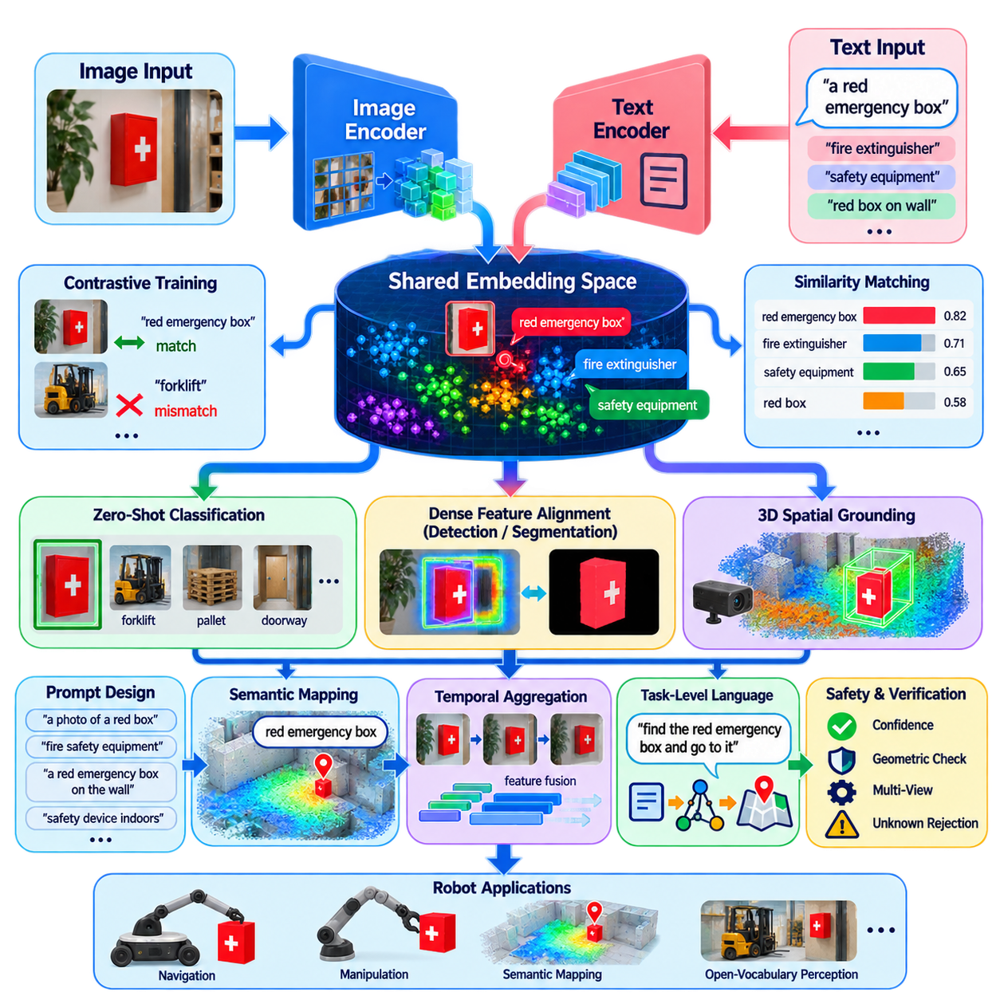 Image Input
Image
Encoder
Text
Encoder
Text Input
"a red
emergency box"
"fire extinguisher"
"safety equipment"
"red box on wall"
Contrastive Training
"red emergency box"
match
"forklift"
mismatch
Shared Embedding Space
red emergency box"
fire extinguisher
safety equipment
Similarity Matching
red emergency box 0.82
fire extinguisher 0.71
safety equipment 0.65
red box 0.58
Zero-Shot Classification
forklift
pallet
doorway
Dense Feature Alignment
(Detection / Segmentation)
3D Spatial Grounding
Prompt Design
"a photo of a red box"
"fire safety equipment"
"a red emergency box
on the wall"
"safety device indoors"
Semantic Mapping
red emergency box
Temporal Aggregation
feature fusion
Task-Level Language
"find the red emergency
box and go to it"
Safety & Verification
Confidence
Geometric Check
Multi-View
Unknown Rejection
Robot Applications
Navigation
Manipulation
Semantic Mapping
Open-Vocabulary Perception